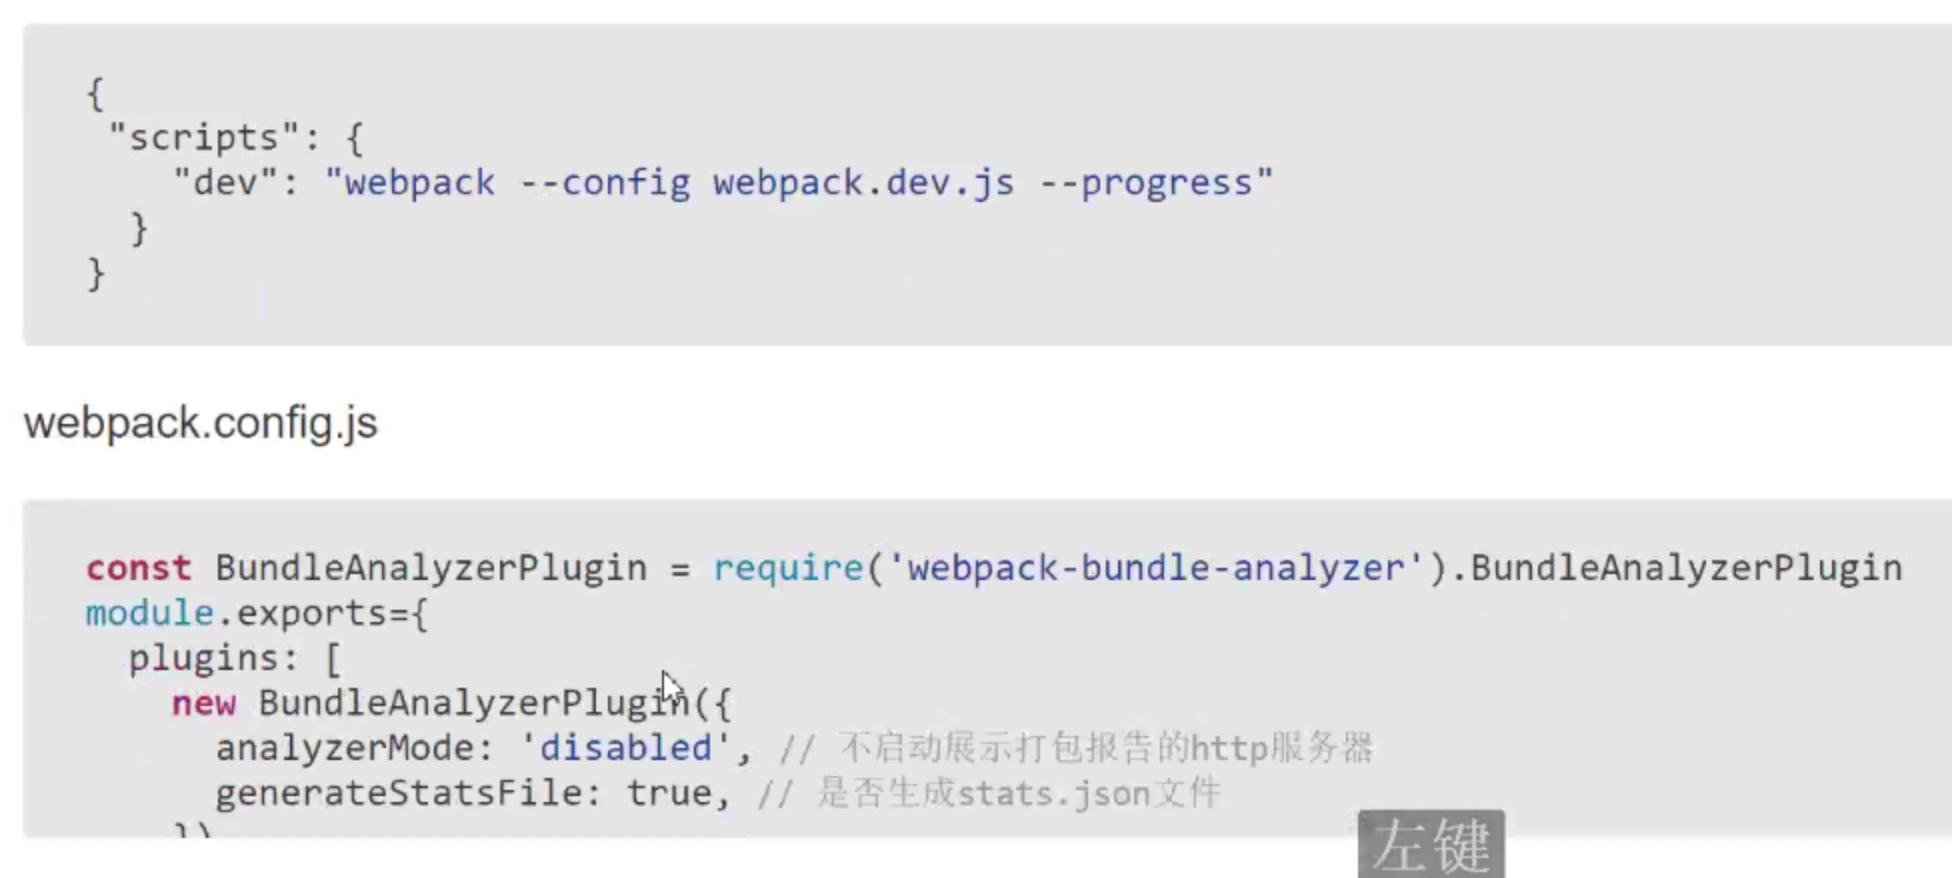 {
"scripts": {
"dev": "webpack --config webpack.dev.js --progress"
}
}
webpack.config.js
const BundleAnalyzerPlugin = require('webpack-bundle-analyzer').BundleAnalyzerPlugin
module.exports={
plugins: [
new BundleAnalyzerPlugin({
analyzerMode: 'disabled', // 不启动展示打包报告的http服务器
generateStatsFile: true, // 是否生成stats.json文件
})
左键